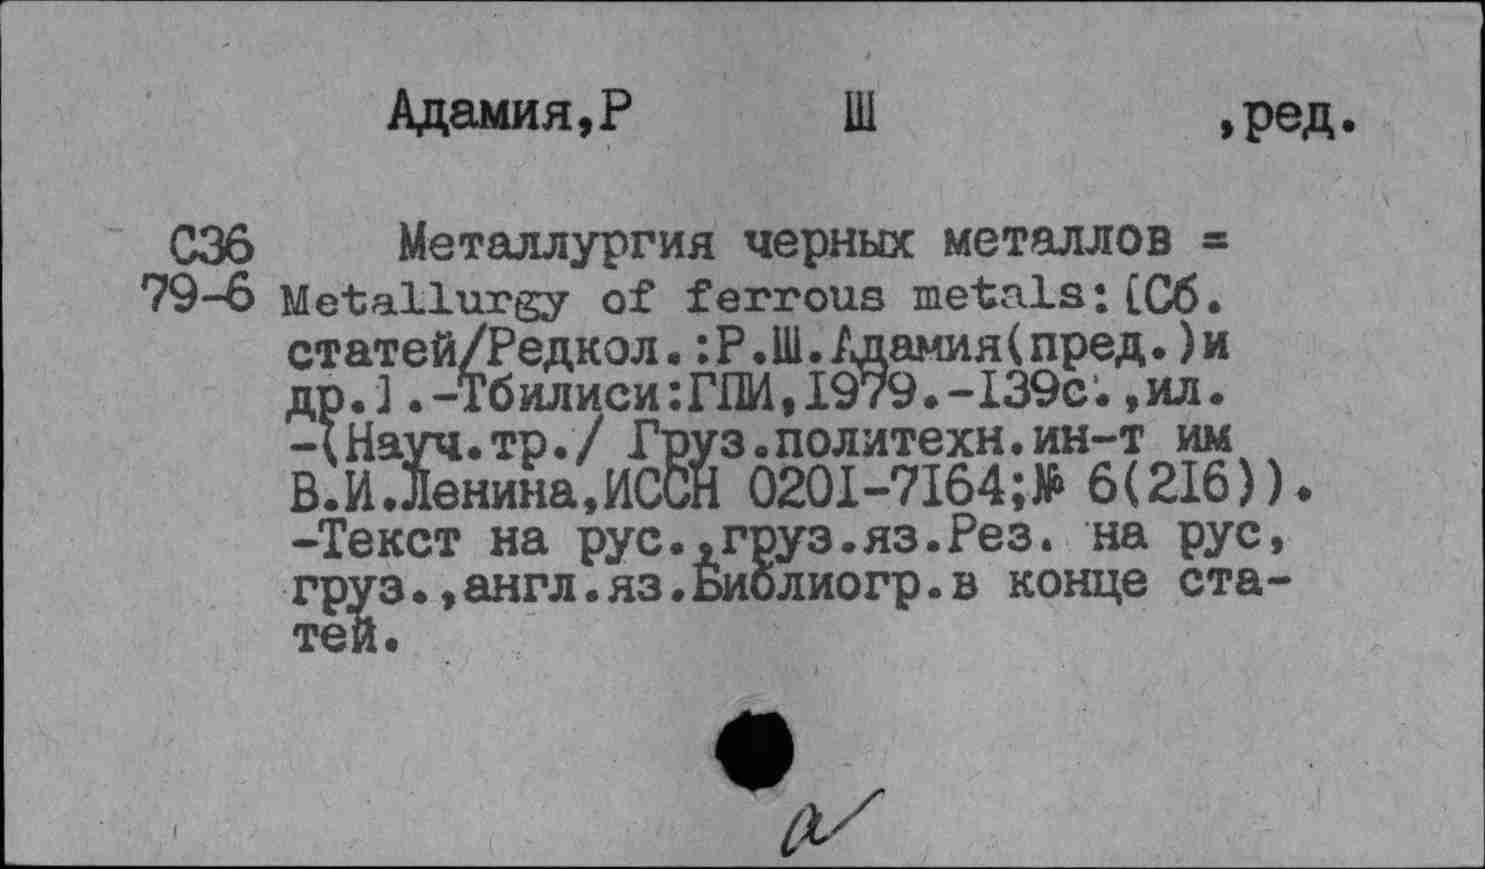 Адамия,Р Ш ,ред.
С36 Металлургия черных металлов =
79-6 Metallurgy of ferrous metals:[Сб.
статей/Редкол.:Р.Ш.Адамия(пред.)и
др.].-Тбилиси:ГПИ,1979.-139с.,ил.
-(Науч.тр./ Груз.политехн.ин-т им
В.И.Ленина,ИССН 0201-7164;№ 6(216)).
-Текст на рус.,груз.яз.Рез. на рус,
груз.,англ.яз.Библиогр.в конце ста-
тей.